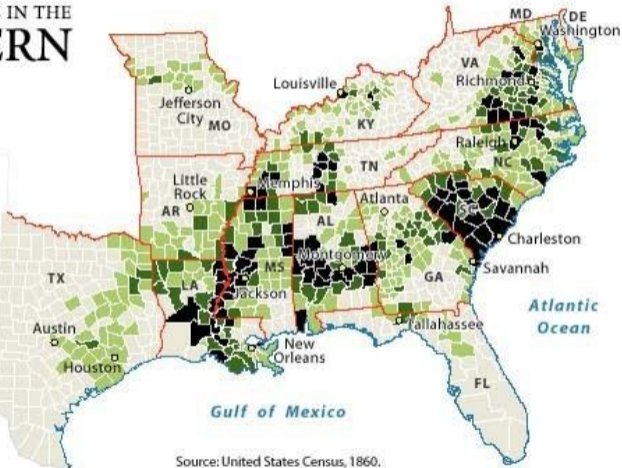 E IN THE
ERN
MD
DE
Washington
VA
Louisville
Richmond
Jefferson
City
MO
KY
Raleigh
NC
TN
Little
Rock
Memphis
Atlanta
AR
AL
SC
Charleston
Montgomery
MS
TX
LA
GA
Savannah
Jackson
Austin
Tallahassee
Atlantic
Ocean
Houston
New
Orleans
FL
Gulf of Mexico
Source: United States Census, 1860.